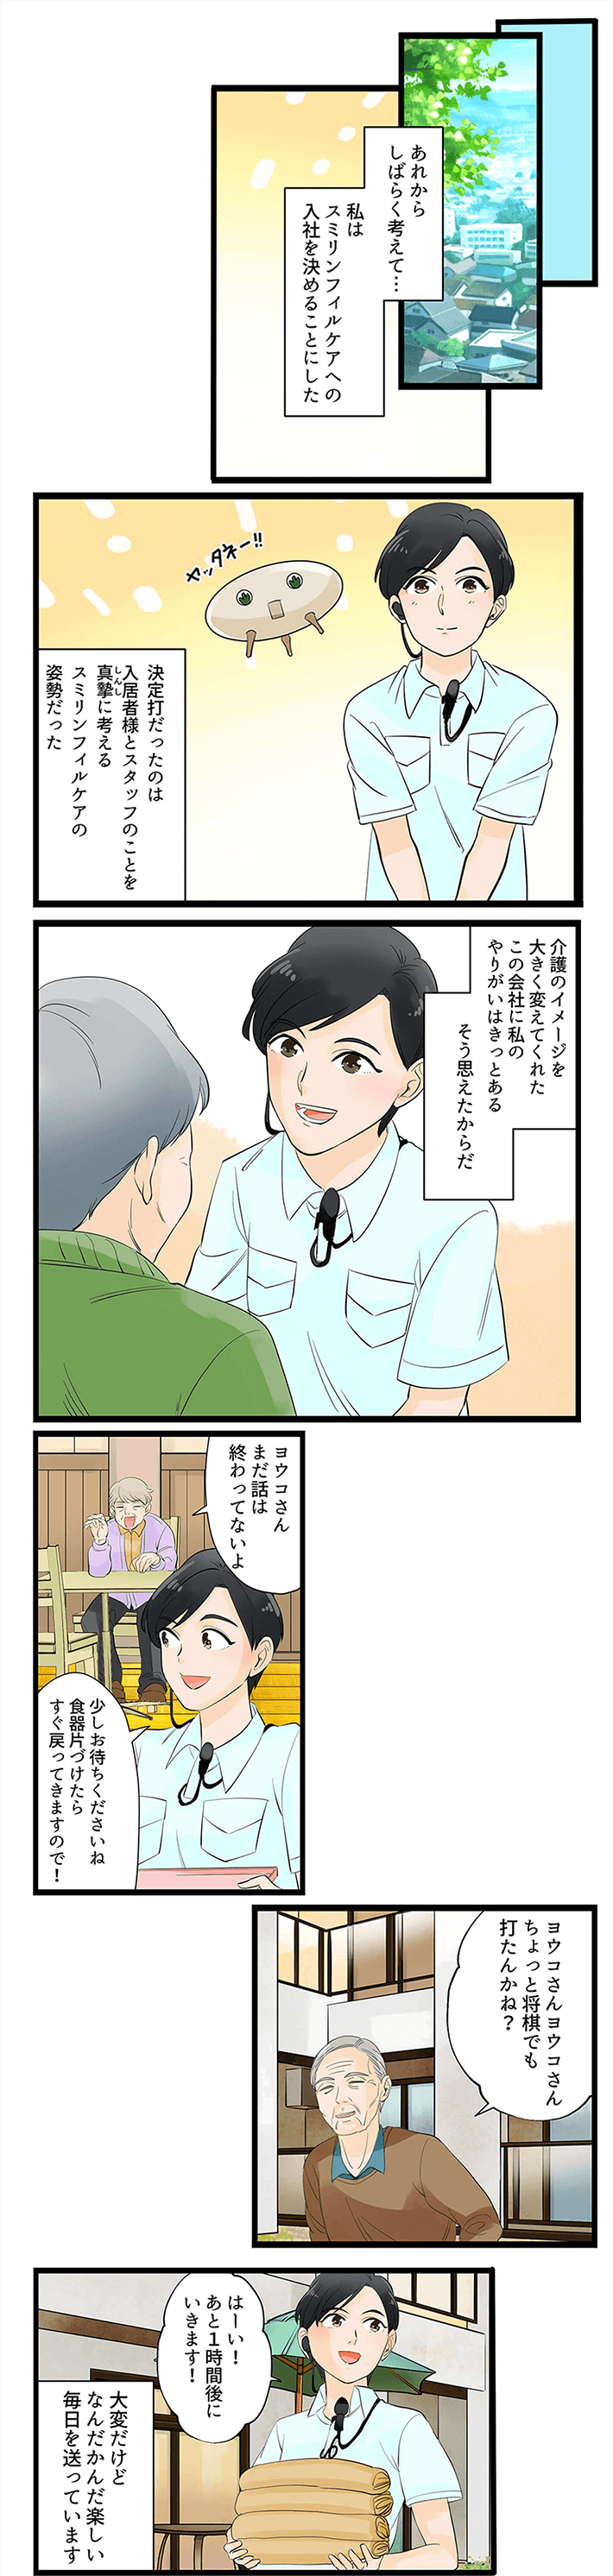 あれから
しばらく考えて…
私は
スミリンフィルケアへの
入社を決めることにした
ヤッタネー!!
決定打だったのは
入居者様とスタッフのことを
真摯に考える
しんし
スミリンフィルケアの
姿勢だった
介護のイメージを
大きく変えてくれた
この会社に私の
やりがいはきっとある
そう思えたからだ
ヨウコさん
まだ話は
終わってないよ
少しお待ちくださいね
食器片づけたら
すぐ戻ってきますので！
ヨウコさんヨウコさん
ちょっと将棋でも
打たんかね？
はーい！
あと１時間後に
いきます！
大変だけど
なんだかんだ楽しい
毎日を送っています